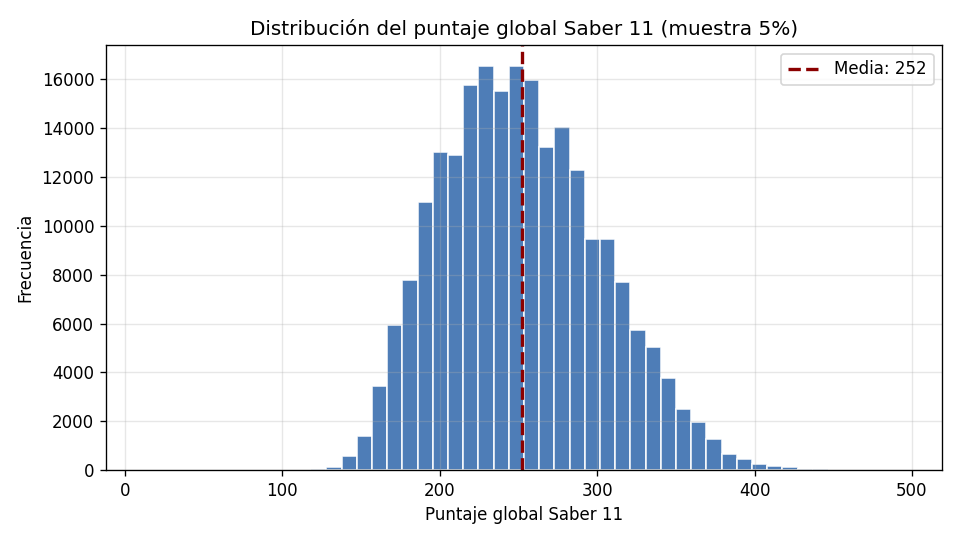 Distribución del puntaje global Saber 11 (muestra 5%)
Media: 252
16000
14000
12000
10000
8000
6000
4000
2000
0
Frecuencia
0 100 200 300 400 500
Puntaje global Saber 11